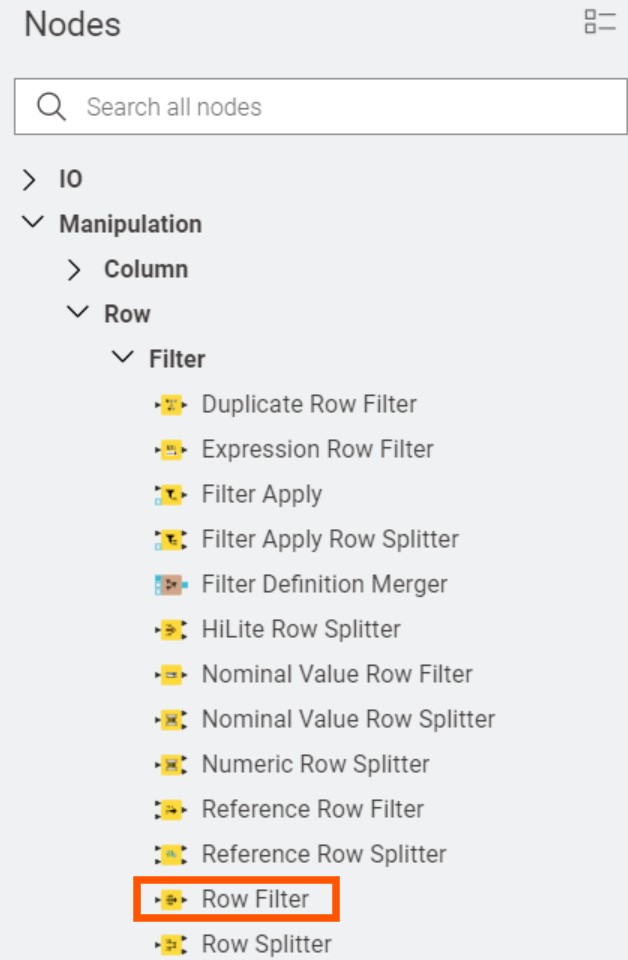 Nodes
Search all nodes
IO
Manipulation
Column
Row
Filter
Duplicate Row Filter
Expression Row Filter
Filter Apply
Filter Apply Row Splitter
Filter Definition Merger
HiLite Row Splitter
Nominal Value Row Filter
Nominal Value Row Splitter
Numeric Row Splitter
Reference Row Filter
Reference Row Splitter
Row Filter
Row Splitter